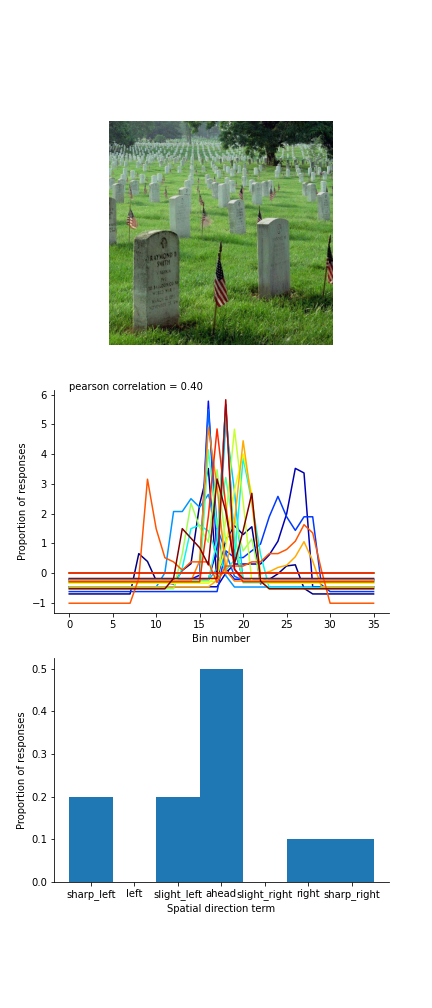 RAYMOND
SMITH
pearson correlation = 0.40
Proportion of responses
6
5
4
3
2
1
0
−1
0 5 10 15 20 25 30 35
Bin number
Proportion of responses
0.5
0.4
0.3
0.2
0.1
0.0
sharp_left left slight_left ahead slight_right right sharp_right
Spatial direction term